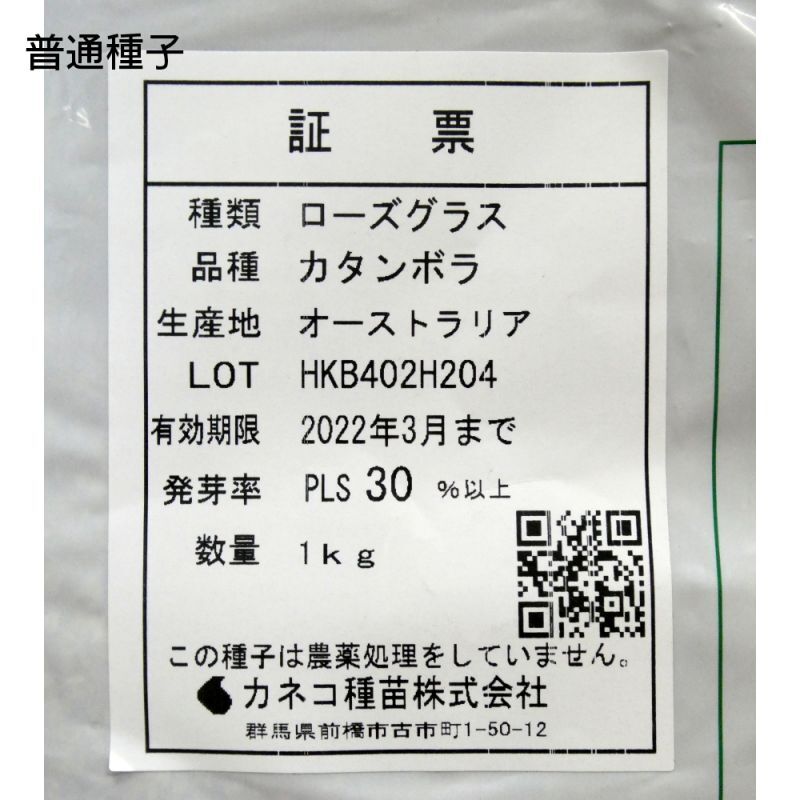 普通種子
証 票
種類 ローズグラス
品種 カタンボラ
生産地 オーストラリア
LOT HKB402H204
有効期限 2022年3月まで
発芽率 PLS 30 %以上
数量 1kg
この種子は農薬処理をしていません。
カネコ種苗株式会社
群馬県前橋市古市町1-50-12